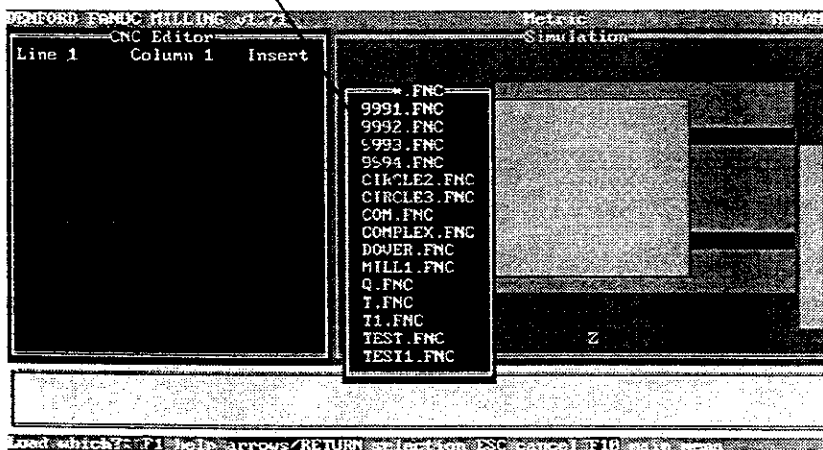 DENFORD FANUC MILLING v1.71 Metric
CNC Editor
Simulation
Line 1 Column 1 Insert
*.FNC
9991.FNC
9992.FNC
9993.FNC
9994.FNC
CIRCLE2.FNC
CIRCLE3.FNC
COM.FNC
COMPLEX.FNC
DOVER.FNC
MILL1.FNC
Q.FNC
T.FNC
T1.FNC
TEST.FNC
TEST1.FNC
Z
Load which?: F1 help arrows/RETURN selection ESC cancel F10 main menu